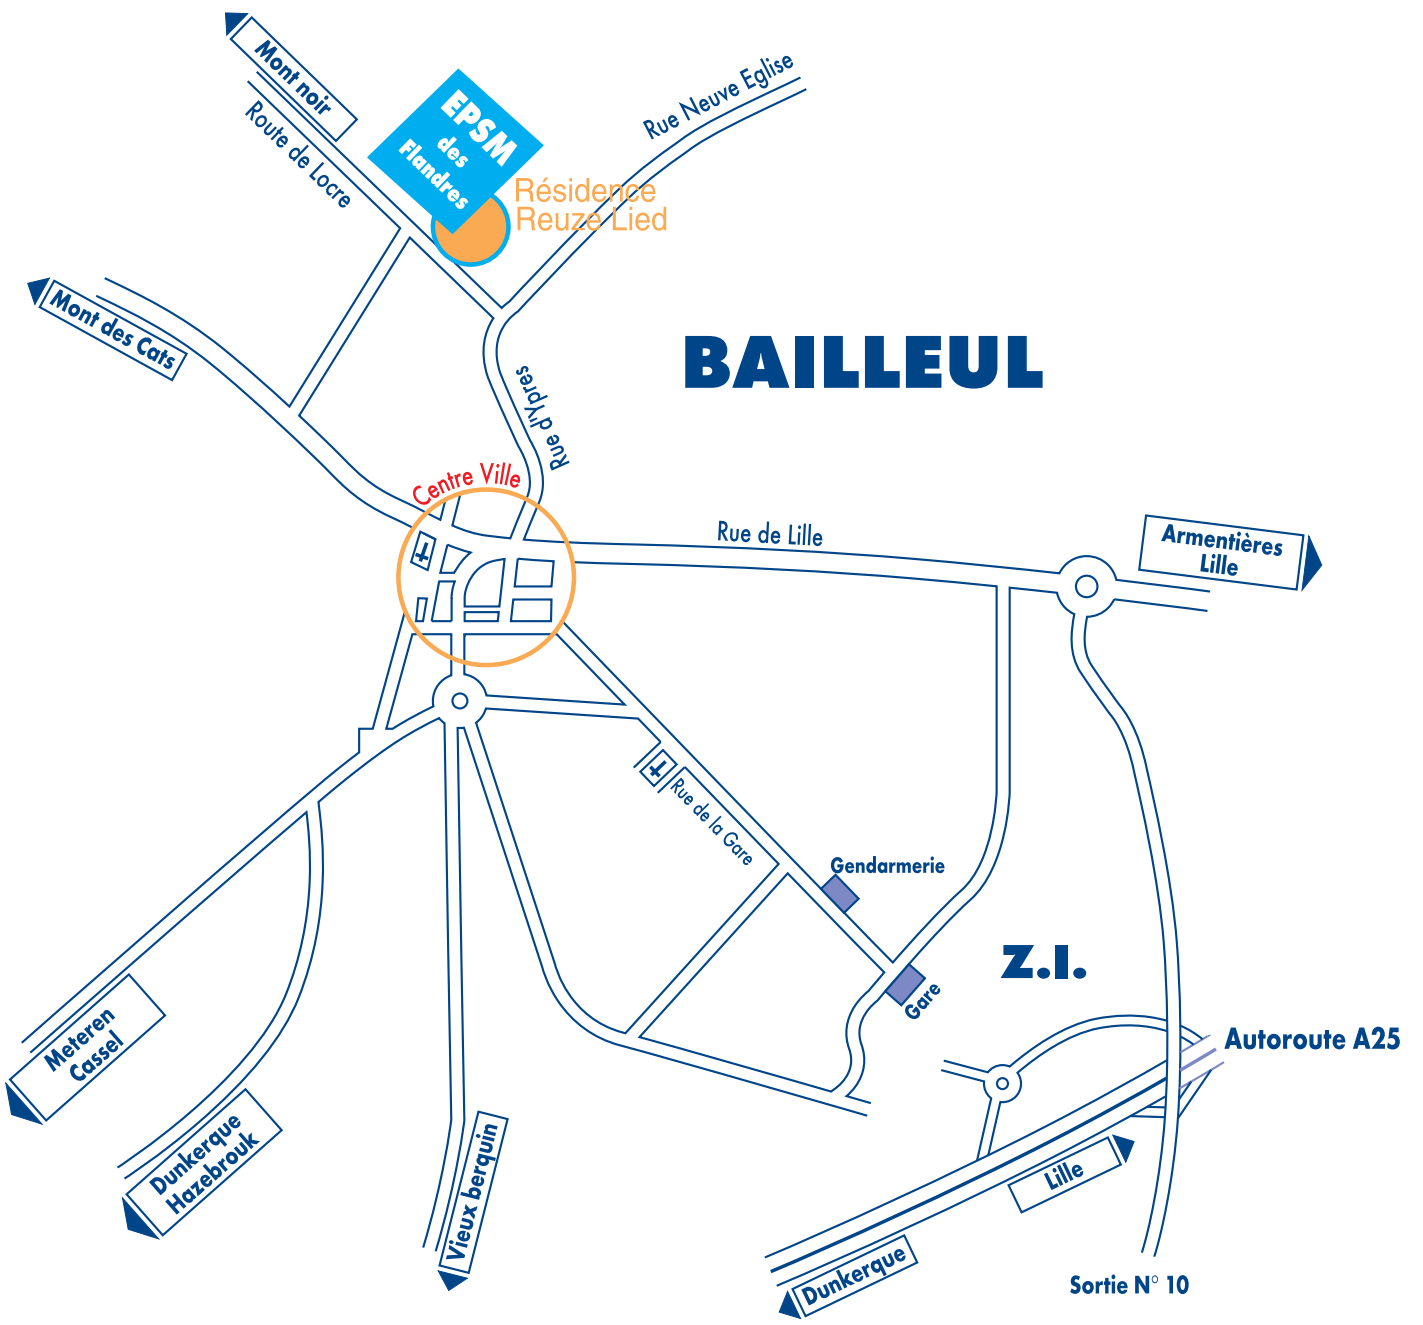 Mont noir
Route de Locre
EPSM
des
Flandres
Résidence
Reuze Lied
Rue Neuve Eglise
Mont des Cats
BAILLEUL
Rue d'Ypres
Centre Ville
Rue de Lille
Armentières
Lille
Rue de la Gare
Gendarmerie
Gare
Z.I.
Autoroute A25
Meteren
Cassel
Dunkerque
Hazebrouk
Vieux berquin
Lille
Dunkerque
Sortie N° 10